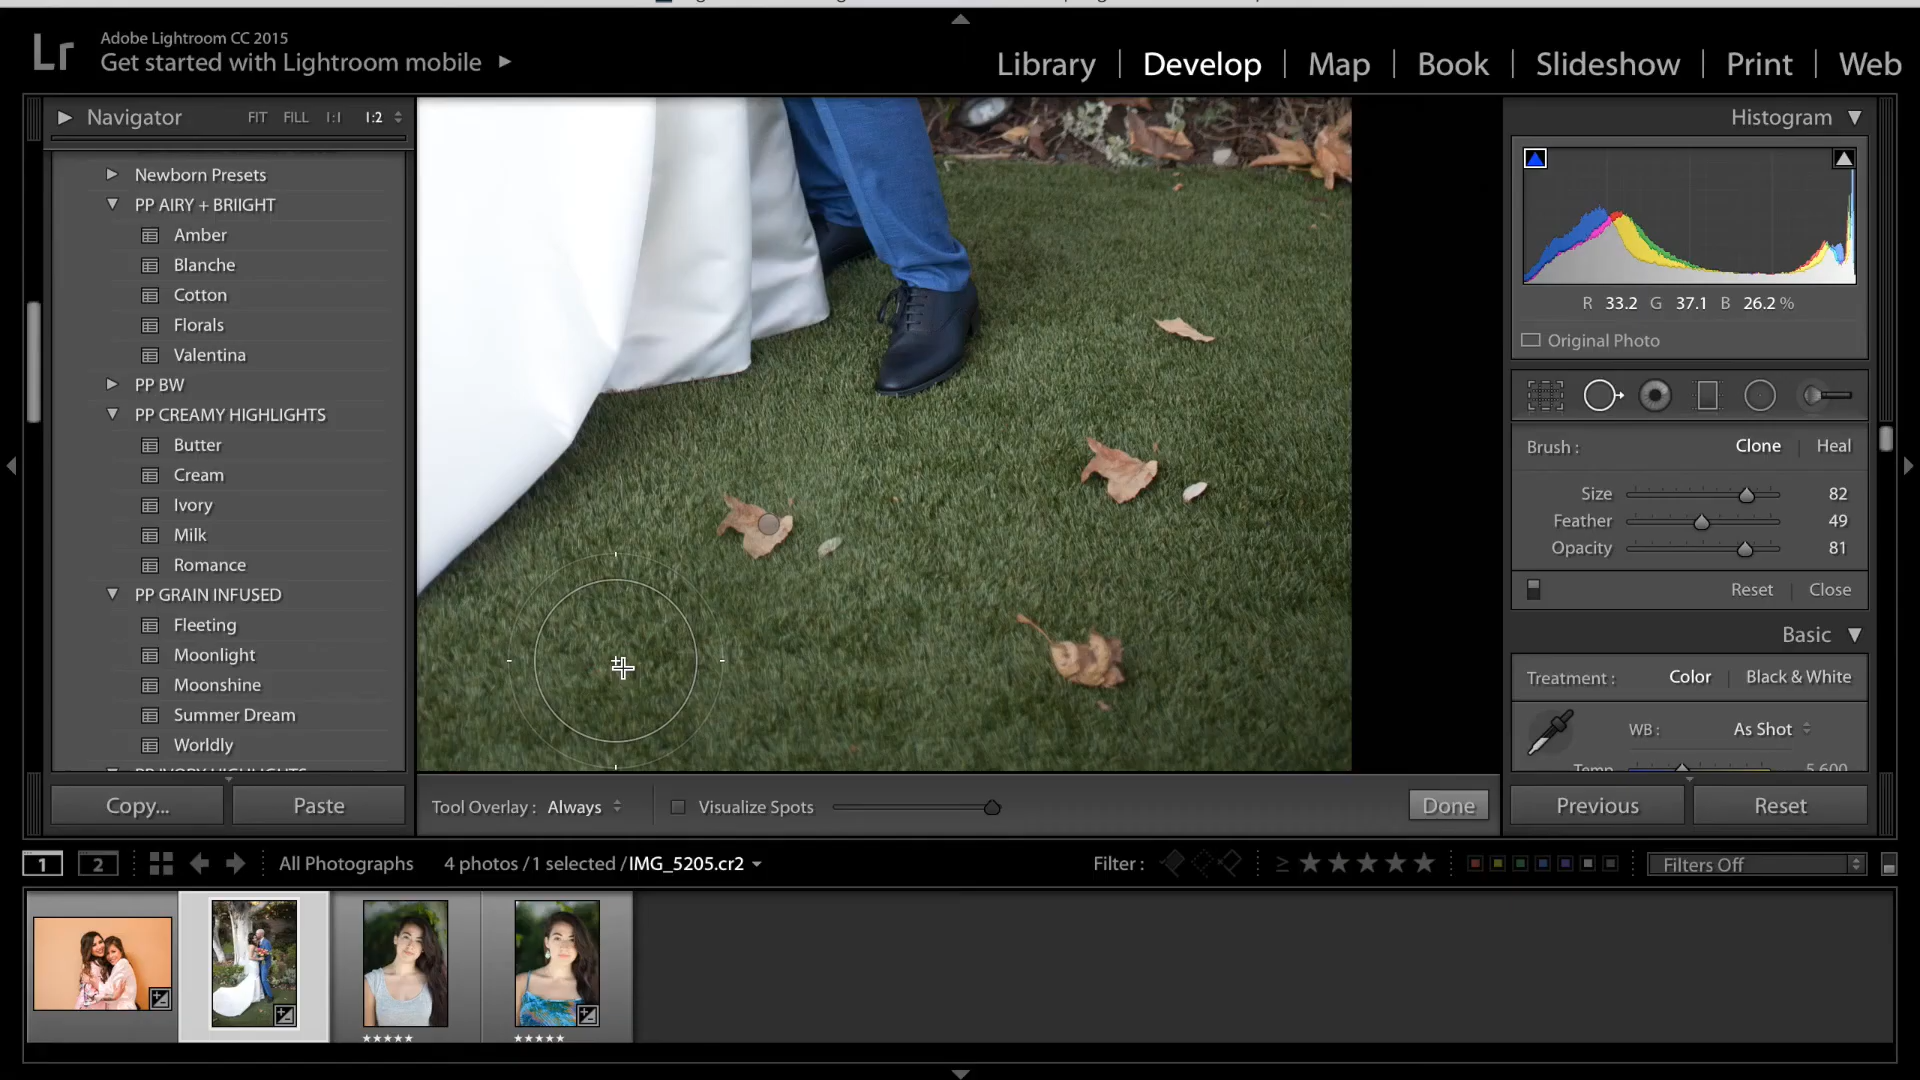 Lr
Adobe Lightroom CC 2015
Get started with Lightroom mobile
Library | Develop | Map | Book | Slideshow | Print | Web
Navigator FIT FILL 1:1 1:2
Newborn Presets
PP AIRY + BRIIGHT
Amber
Blanche
Cotton
Florals
Valentina
PP BW
PP CREAMY HIGHLIGHTS
Butter
Cream
Ivory
Milk
Romance
PP GRAIN INFUSED
Fleeting
Moonlight
Moonshine
Summer Dream
Worldly
Copy... Paste
Tool Overlay : Always Visualize Spots Done
Histogram
R 33.2 G 37.1 B 26.2 %
Original Photo
Brush : Clone | Heal
Size 82
Feather 49
Opacity 81
Reset | Close
Basic
Treatment : Color | Black & White
WB : As Shot
Temp 5,600
Previous Reset
1 2 All Photographs 4 photos / 1 selected / IMG_5205.cr2 Filter : ≥ ★★★★★ Filters Off
★★★★★ ★★★★★